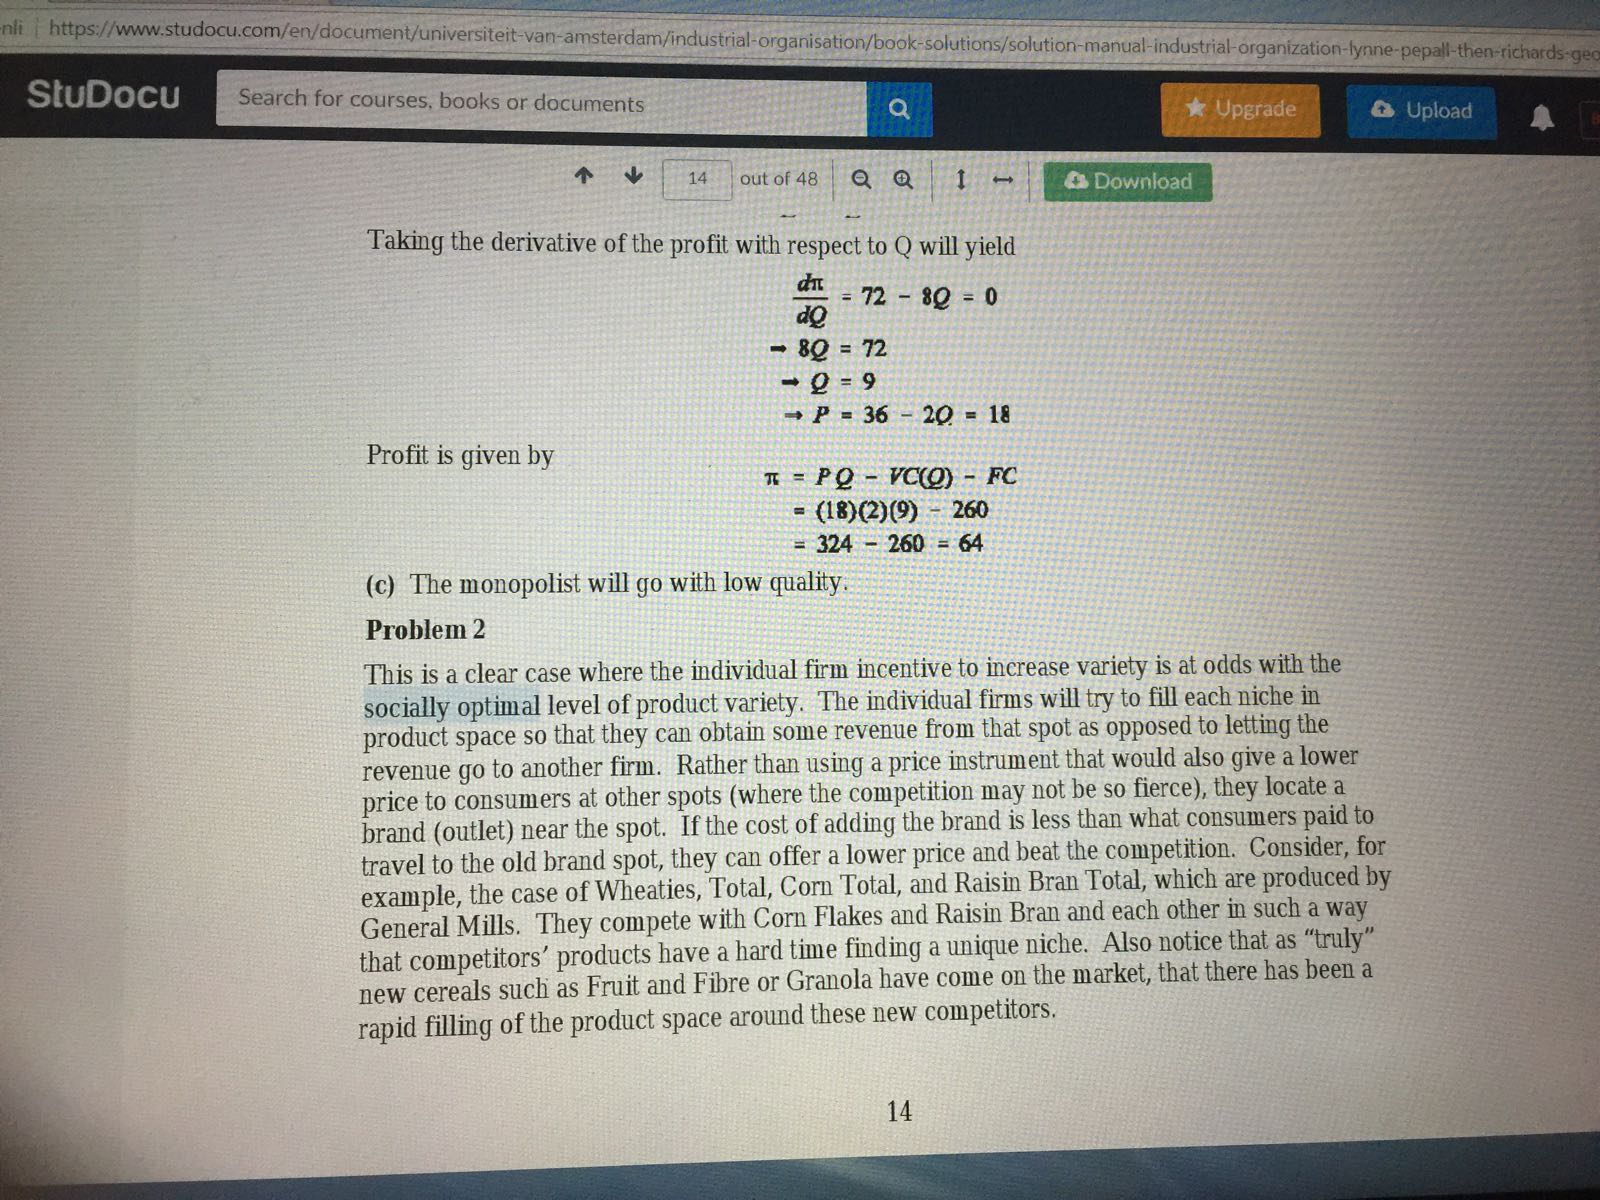 nli https://www.studocu.com/en/document/universiteit-van-amsterdam/industrial-organisation/book-solutions/solution-manual-industrial-organization-lynne-pepall-then-richards-geo
StuDocu Search for courses, books or documents Upgrade Upload
14 out of 48 Download
Taking the derivative of the profit with respect to Q will yield
dπ/dQ = 72 - 8Q = 0
→ 8Q = 72
→ Q = 9
→ P = 36 - 2Q = 18
Profit is given by
π = PQ - VC(Q) - FC
= (18)(2)(9) - 260
= 324 - 260 = 64
(c) The monopolist will go with low quality.
Problem 2
This is a clear case where the individual firm incentive to increase variety is at odds with the
socially optimal level of product variety. The individual firms will try to fill each niche in
product space so that they can obtain some revenue from that spot as opposed to letting the
revenue go to another firm. Rather than using a price instrument that would also give a lower
price to consumers at other spots (where the competition may not be so fierce), they locate a
brand (outlet) near the spot. If the cost of adding the brand is less than what consumers paid to
travel to the old brand spot, they can offer a lower price and beat the competition. Consider, for
example, the case of Wheaties, Total, Corn Total, and Raisin Bran Total, which are produced by
General Mills. They compete with Corn Flakes and Raisin Bran and each other in such a way
that competitors’ products have a hard time finding a unique niche. Also notice that as “truly”
new cereals such as Fruit and Fibre or Granola have come on the market, that there has been a
rapid filling of the product space around these new competitors.
14